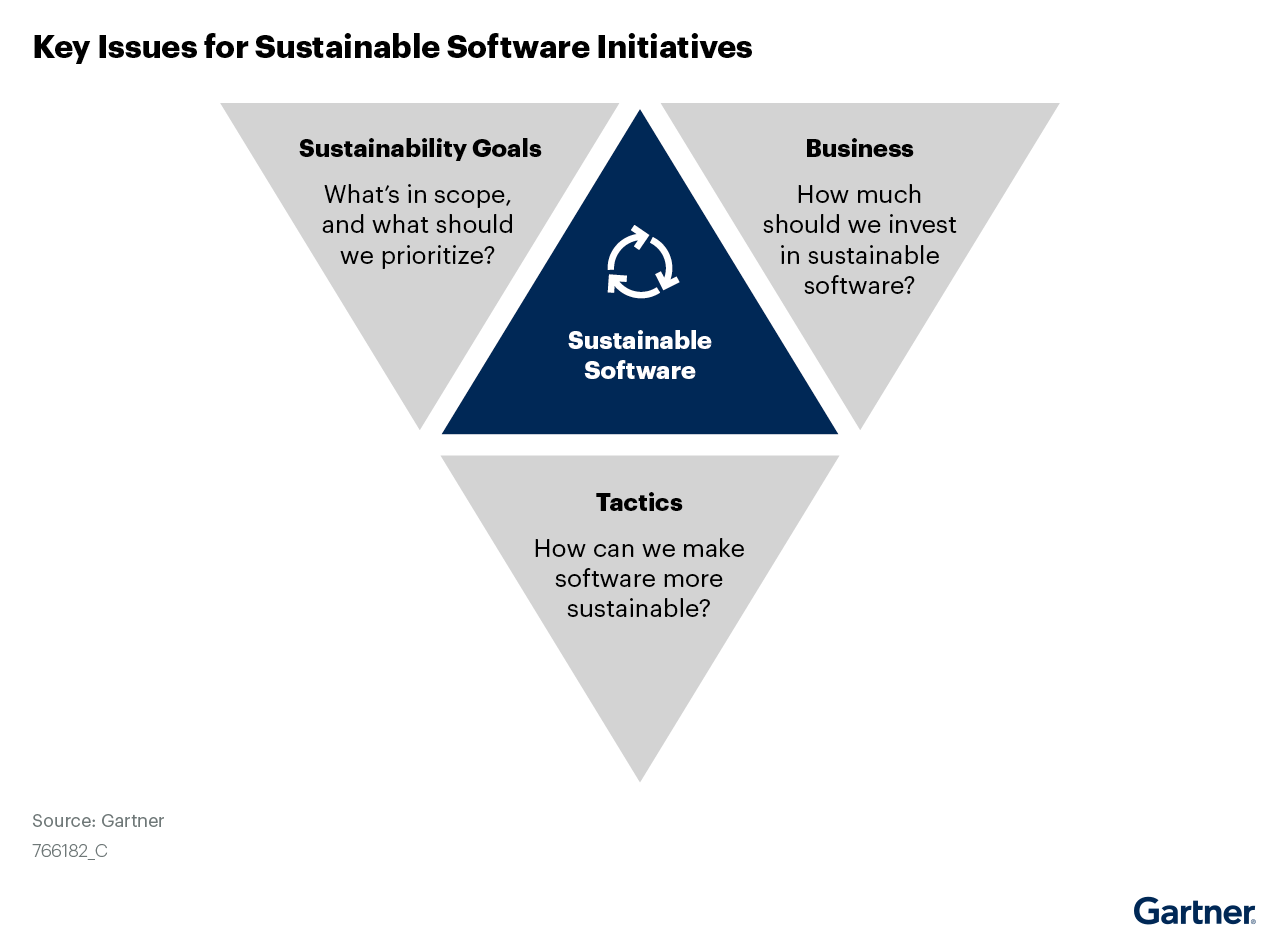 Key Issues for Sustainable Software Initiatives
Sustainability Goals
What's in scope,
and what should
we prioritize?
Business
How much
should we invest
in sustainable
software?
Sustainable
Software
Tactics
How can we make
software more
sustainable?
Source: Gartner
766182_C
Gartner®